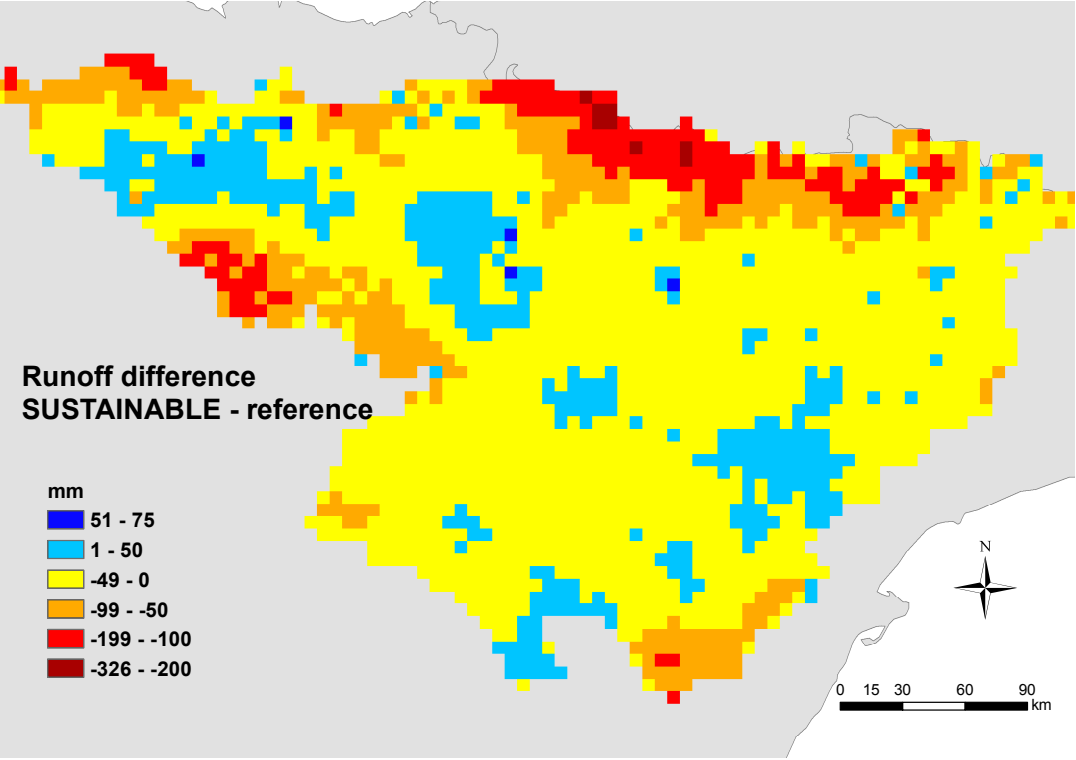 Runoff difference
SUSTAINABLE - reference
mm
51 - 75
1 - 50
-49 - 0
-99 - -50
-199 - -100
-326 - -200
N
0 15 30 60 90
km